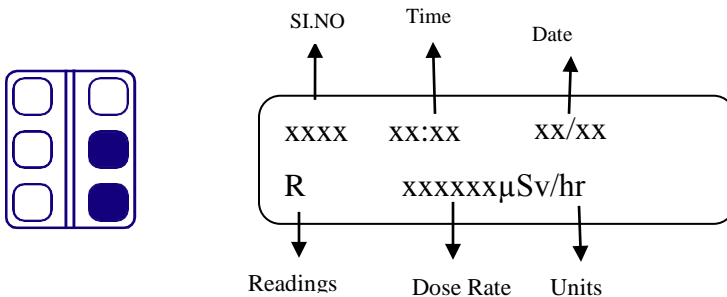 SI.NO Time Date
xxxx xx:xx xx/xx
R xxxxxxµSv/hr
Readings Dose Rate Units